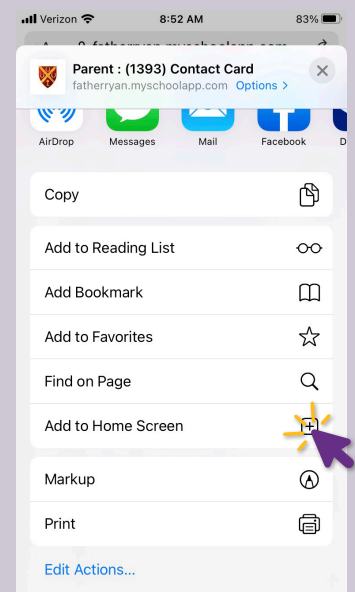 Verizon 8:52 AM 83%
fatherryan.myschoolapp.com
Parent : (1393) Contact Card
fatherryan.myschoolapp.com Options >
AirDrop Messages Mail Facebook D
Copy
Add to Reading List
Add Bookmark
Add to Favorites
Find on Page
Add to Home Screen
Markup
Print
Edit Actions...